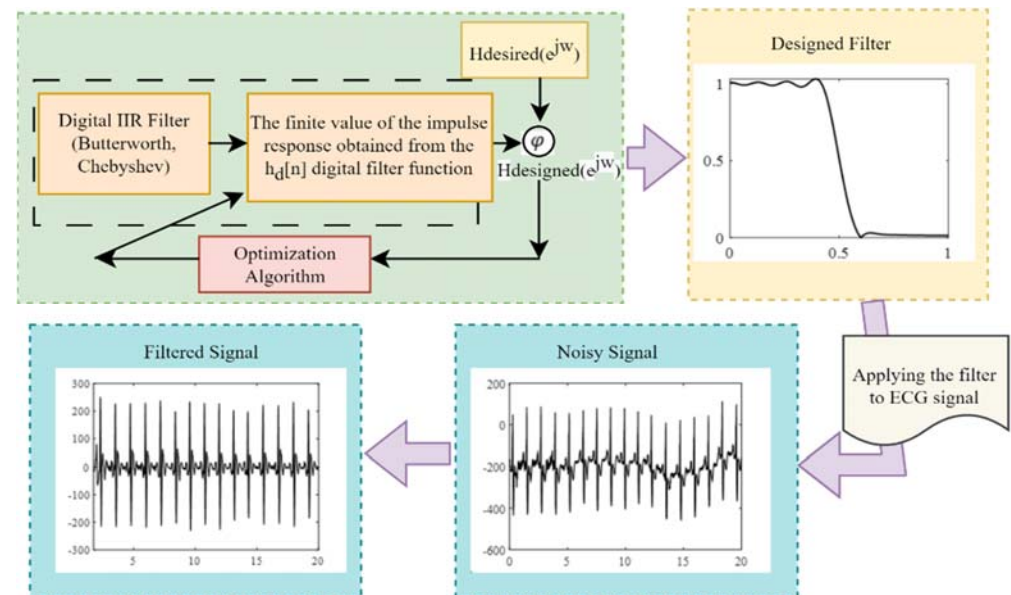 Hdesired(e^jw)
Digital IIR Filter
(Butterworth,
Chebyshev)
The finite value of the impulse
response obtained from the
h_d[n] digital filter function
φ
Hdesigned(e^jw)
Optimization
Algorithm
Designed Filter
1
0.5
0
0
0.5
1
Applying the filter
to ECG signal
Filtered Signal
300
200
100
0
-100
-200
-300
5
10
15
20
Noisy Signal
200
0
-200
-400
-600
0
5
10
15
20